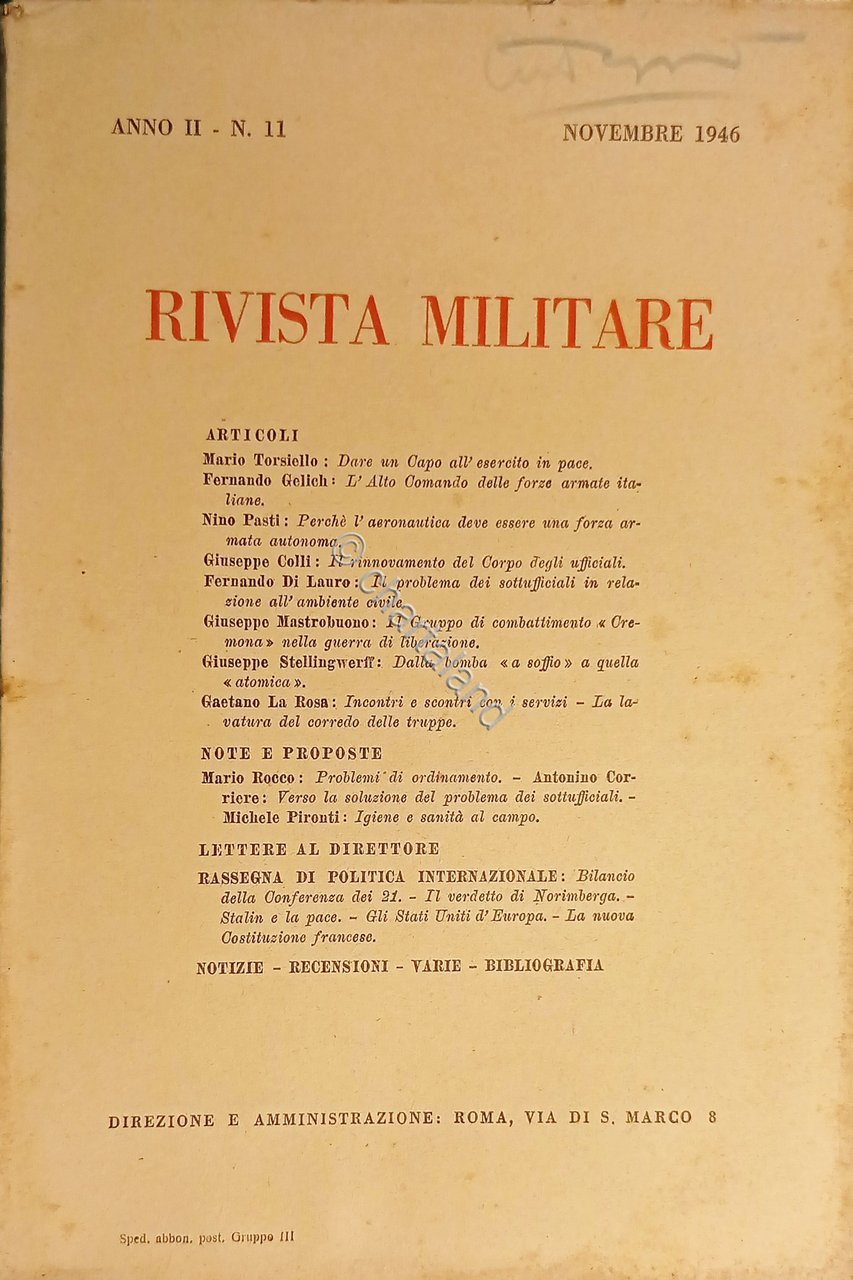 ANNO II - N. 11
NOVEMBRE 1946
RIVISTA MILITARE
ARTICOLI
Mario Torsiello : Dare un Capo all' esercito in pace.
Fernando Gelich : L' Alto Comando delle forze armate ita-
liane.
Nino Pasti : Perchè l' aeronautica deve essere una forza ar-
mata autonoma.
Giuseppe Colli : Il rinnovamento del Corpo degli ufficiali.
Fernando Di Lauro : Il problema dei sottufficiali in rela-
zione all' ambiente civile.
Giuseppe Mastrobuono : Il Gruppo di combattimento « Cre-
mona » nella guerra di liberazione.
Giuseppe Stellingwerff : Dalla bomba « a soffio » a quella
« atomica ».
Gaetano La Rosa : Incontri e scontri con i servizi - La la-
vatura del corredo delle truppe.
NOTE E PROPOSTE
Mario Rocco : Problemi di ordinamento. - Antonino Cor-
riere : Verso la soluzione del problema dei sottufficiali. -
Michele Pironti : Igiene e sanità al campo.
LETTERE AL DIRETTORE
RASSEGNA DI POLITICA INTERNAZIONALE : Bilancio
della Conferenza dei 21. - Il verdetto di Norimberga. -
Stalin e la pace. - Gli Stati Uniti d' Europa. - La nuova
Costituzione francese.
NOTIZIE - RECENSIONI - VARIE - BIBLIOGRAFIA
DIREZIONE E AMMINISTRAZIONE: ROMA, VIA DI S. MARCO 8
Sped. abbon. post. Gruppo III
© chartaland